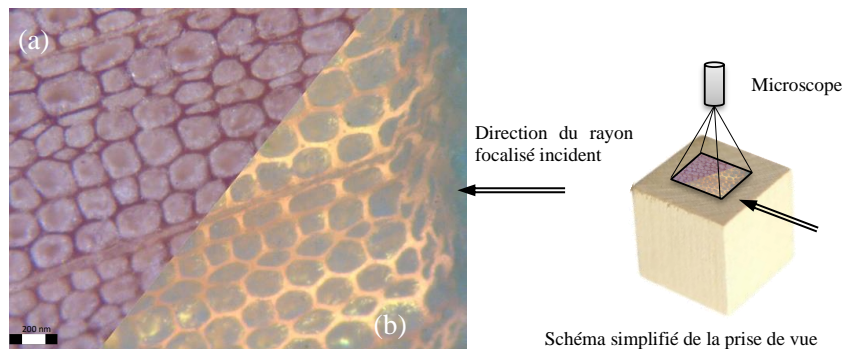 (a)
(b)
200 nm
Direction du rayon
focalisé incident
Microscope
Schéma simplifié de la prise de vue